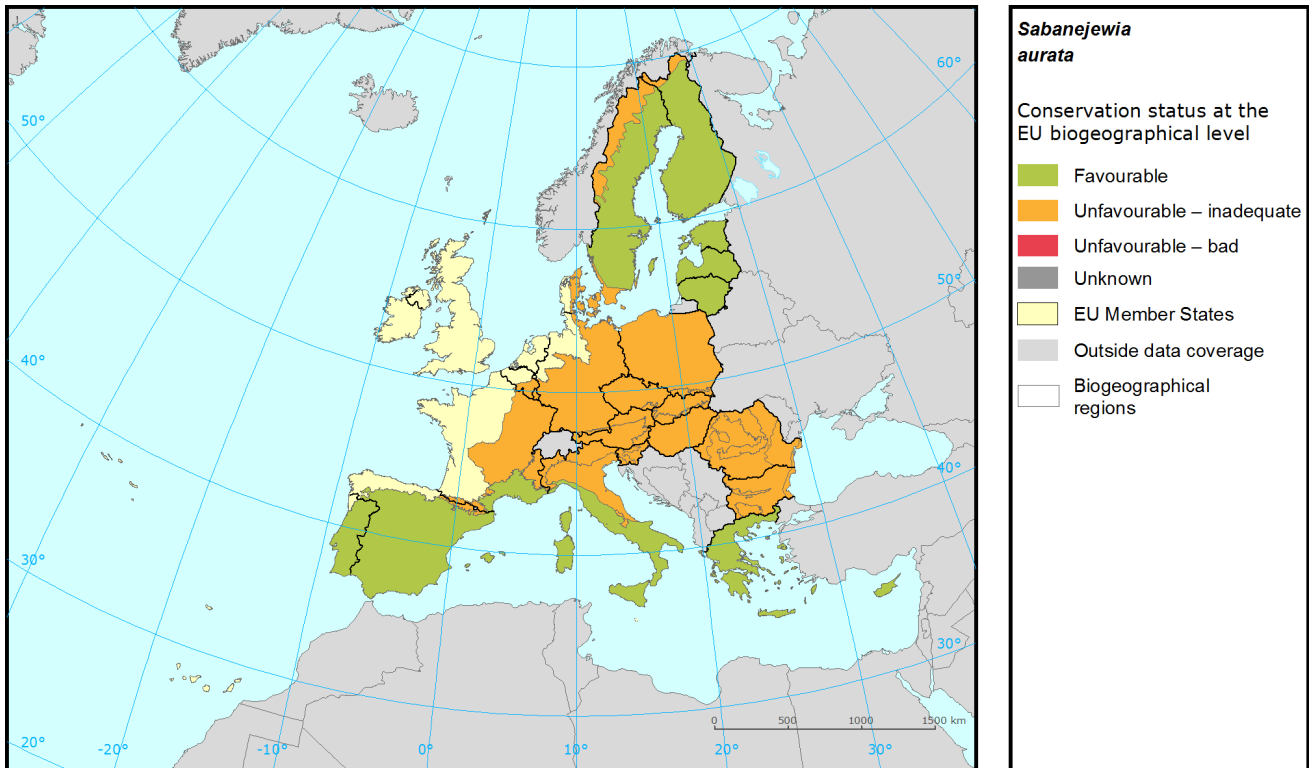 Sabanejewia
aurata
Conservation status at the
EU biogeographical level
Favourable
Unfavourable – inadequate
Unfavourable – bad
Unknown
EU Member States
Outside data coverage
Biogeographical
regions
60°
50°
50°
40°
40°
30°
30°
20°
-20°
-10°
0°
10°
20°
30°
0 500 1000 1500 km